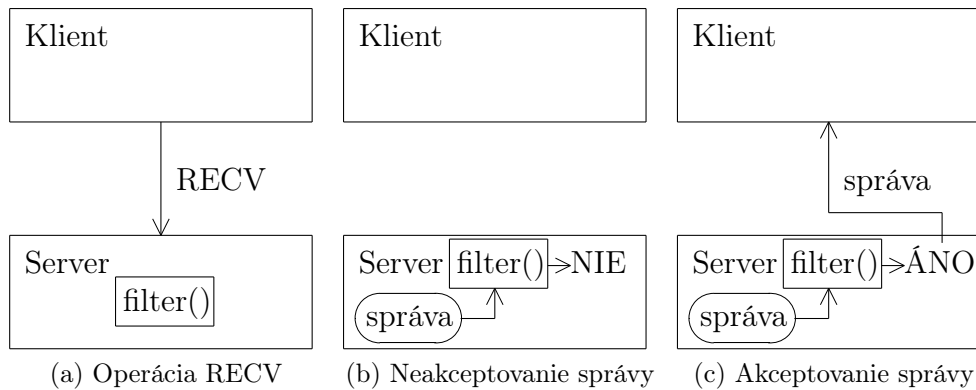 Klient
RECV
Server
filter()
(a) Operácia RECV
Klient
Server filter() NIE
správa
(b) Neakceptovanie správy
Klient
správa
Server filter() ÁNO
správa
(c) Akceptovanie správy